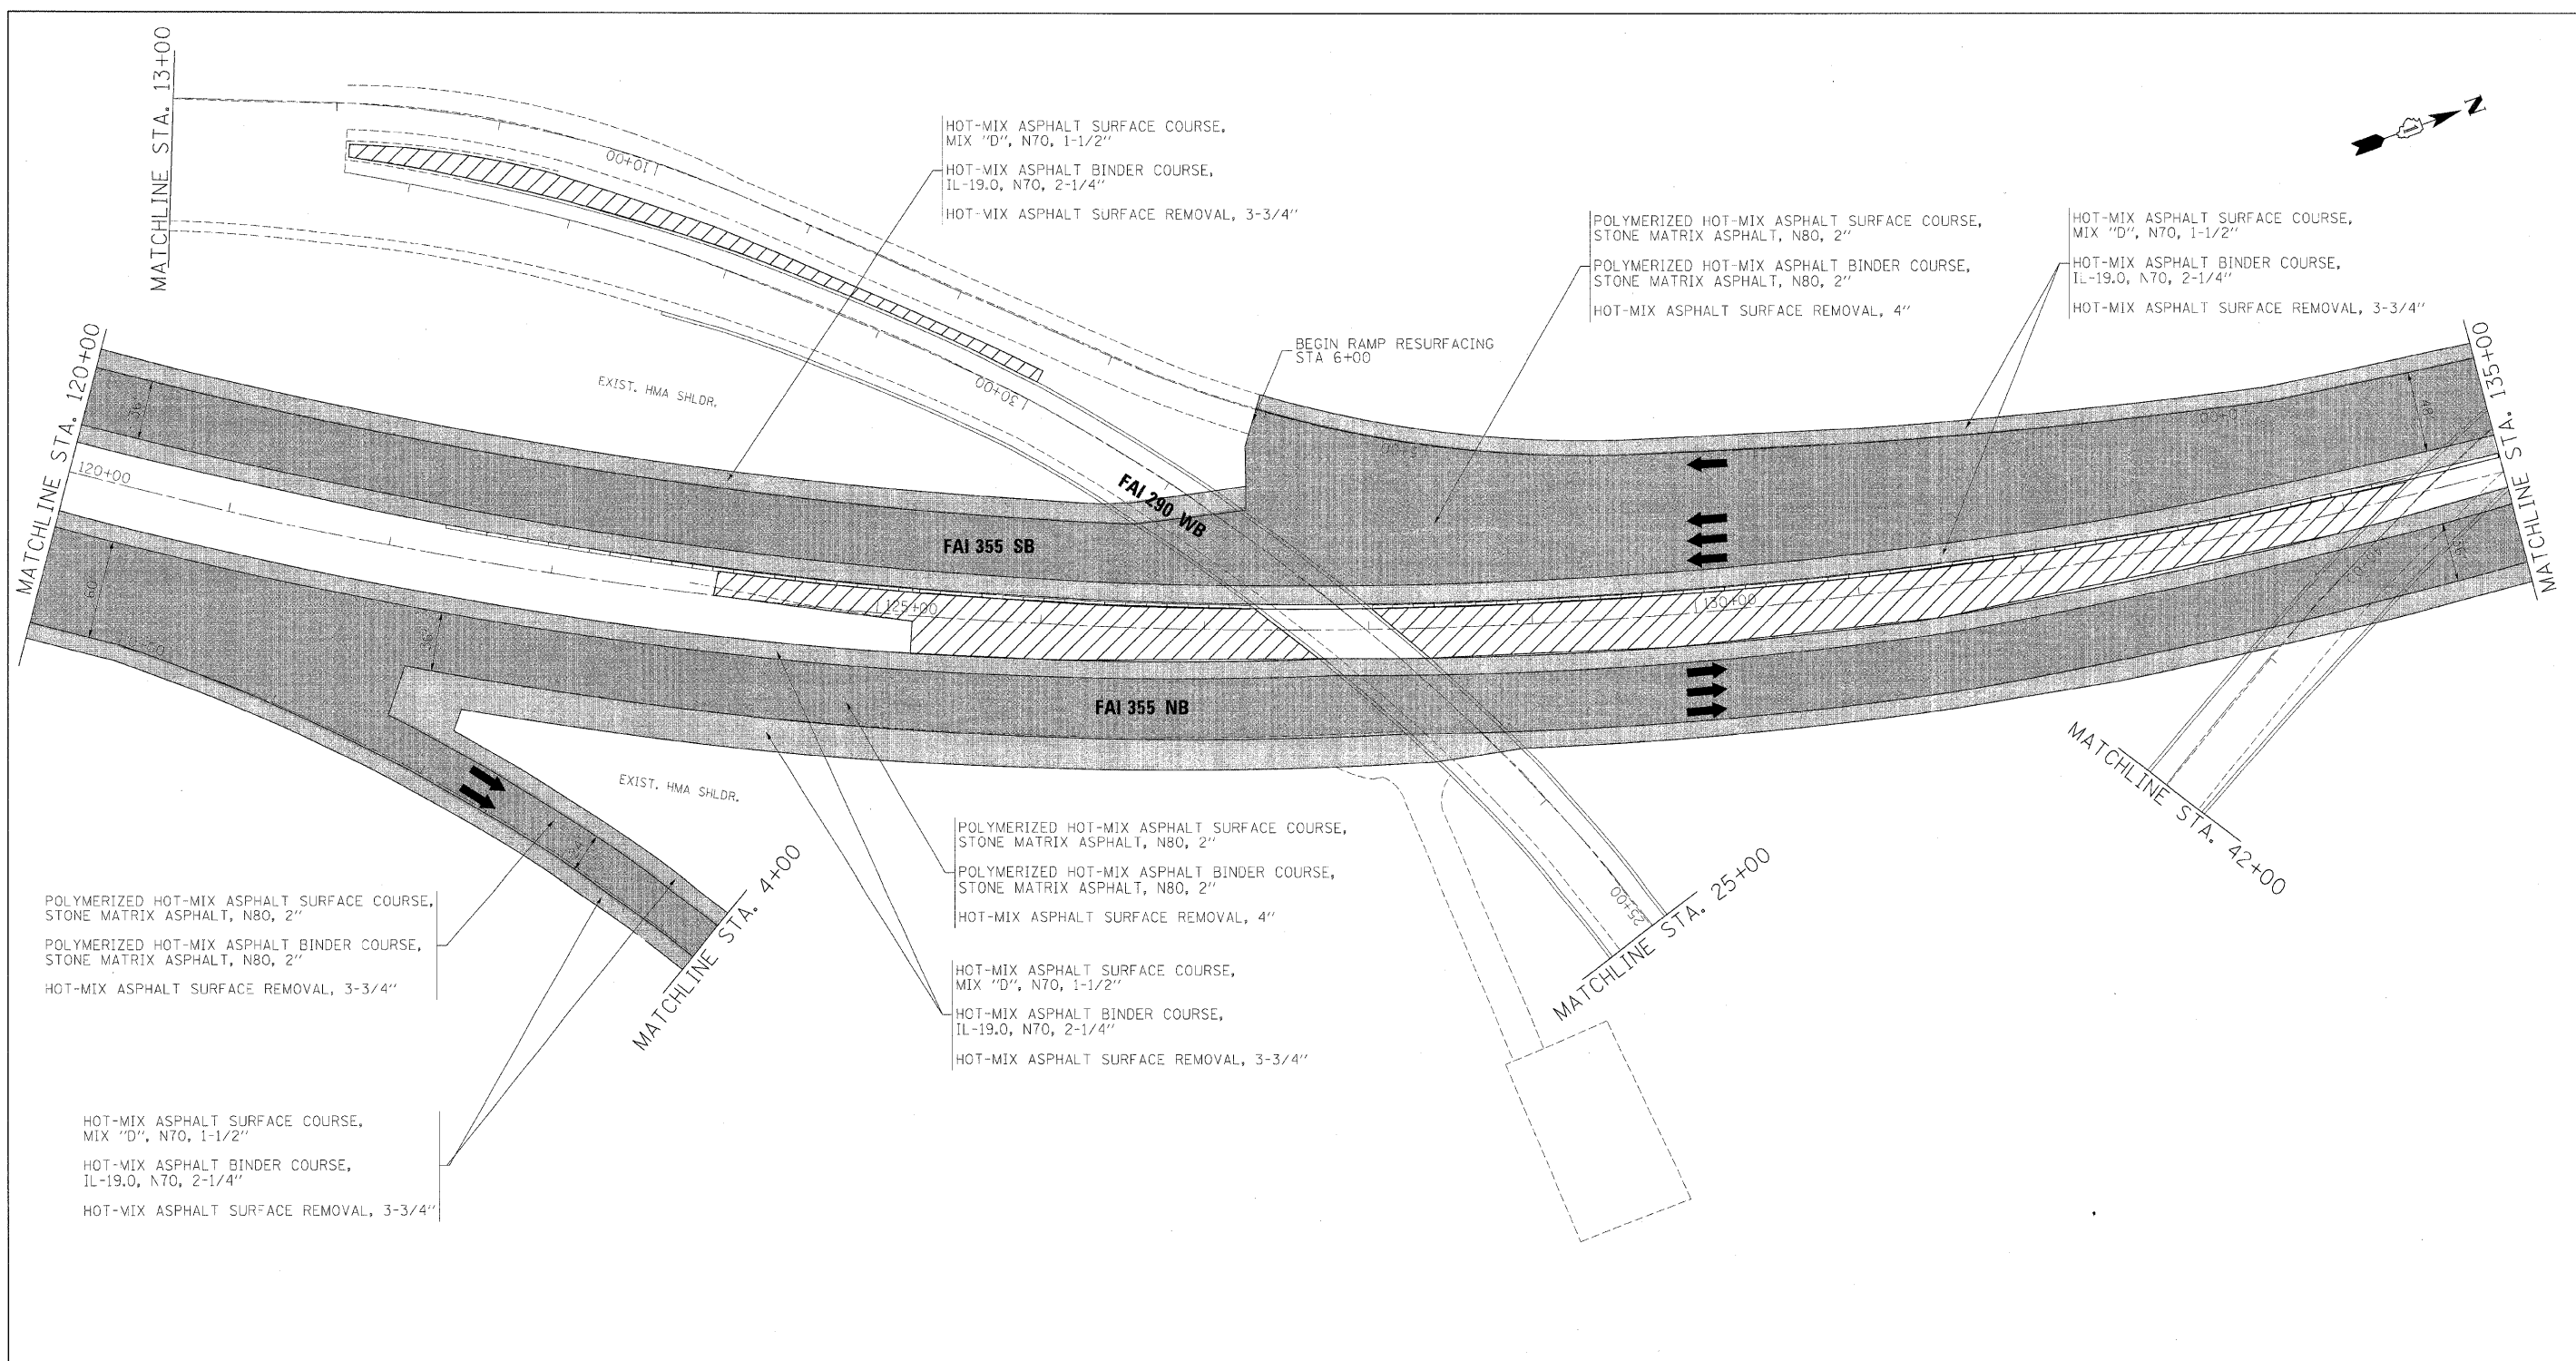 MATCHLINE STA. 13+00
10+00
HOT-MIX ASPHALT SURFACE COURSE,
MIX "D", N70, 1-1/2"
HOT-MIX ASPHALT BINDER COURSE,
IL-19.0, N70, 2-1/4"
HOT-MIX ASPHALT SURFACE REMOVAL, 3-3/4"
POLYMERIZED HOT-MIX ASPHALT SURFACE COURSE,
STONE MATRIX ASPHALT, N80, 2"
POLYMERIZED HOT-MIX ASPHALT BINDER COURSE,
STONE MATRIX ASPHALT, N80, 2"
HOT-MIX ASPHALT SURFACE REMOVAL, 4"
HOT-MIX ASPHALT SURFACE COURSE,
MIX "D", N70, 1-1/2"
HOT-MIX ASPHALT BINDER COURSE,
IL-19.0, N70, 2-1/4"
HOT-MIX ASPHALT SURFACE REMOVAL, 3-3/4"
N
BEGIN RAMP RESURFACING
STA 6+00
MATCHLINE STA. 120+00
MATCHLINE STA. 135+00
EXIST. HMA SHLDR.
30+00
36'
48'
120+00
FAI 290 WB
FAI 355 SB
60'
125+00
130+00
36'
FAI 355 NB
EXIST. HMA SHLDR.
24'
MATCHLINE STA. 4+00
MATCHLINE STA. 42+00
25+00
MATCHLINE STA. 25+00
POLYMERIZED HOT-MIX ASPHALT SURFACE COURSE,
STONE MATRIX ASPHALT, N80, 2"
POLYMERIZED HOT-MIX ASPHALT BINDER COURSE,
STONE MATRIX ASPHALT, N80, 2"
HOT-MIX ASPHALT SURFACE REMOVAL, 4"
POLYMERIZED HOT-MIX ASPHALT SURFACE COURSE,
STONE MATRIX ASPHALT, N80, 2"
POLYMERIZED HOT-MIX ASPHALT BINDER COURSE,
STONE MATRIX ASPHALT, N80, 2"
HOT-MIX ASPHALT SURFACE REMOVAL, 3-3/4"
HOT-MIX ASPHALT SURFACE COURSE,
MIX "D", N70, 1-1/2"
HOT-MIX ASPHALT BINDER COURSE,
IL-19.0, N70, 2-1/4"
HOT-MIX ASPHALT SURFACE REMOVAL, 3-3/4"
HOT-MIX ASPHALT SURFACE COURSE,
MIX "D", N70, 1-1/2"
HOT-MIX ASPHALT BINDER COURSE,
IL-19.0, N70, 2-1/4"
HOT-MIX ASPHALT SURFACE REMOVAL, 3-3/4"